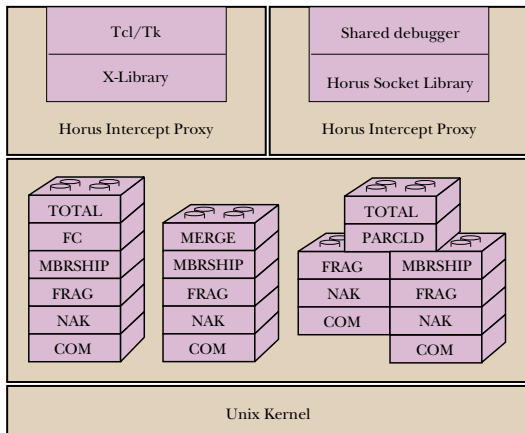 Tcl/Tk
X-Library
Horus Intercept Proxy
Shared debugger
Horus Socket Library
Horus Intercept Proxy
TOTAL
FC
MBRSHIP
FRAG
NAK
COM
MERGE
MBRSHIP
FRAG
NAK
COM
TOTAL
PARCLD
FRAG
NAK
COM
MBRSHIP
FRAG
NAK
COM
Unix Kernel